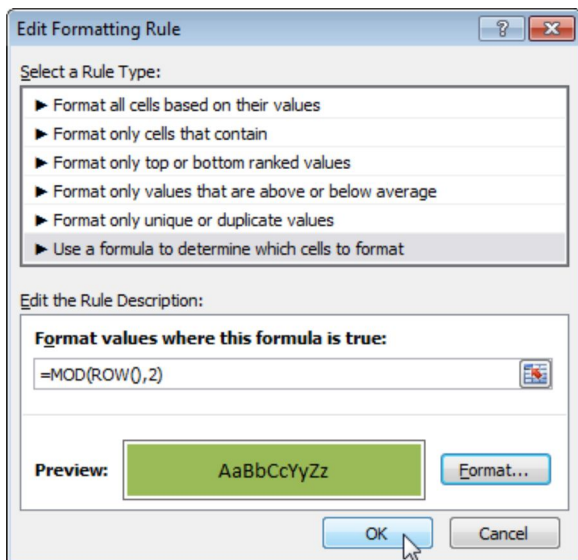 Edit Formatting Rule
Select a Rule Type:
► Format all cells based on their values
► Format only cells that contain
► Format only top or bottom ranked values
► Format only values that are above or below average
► Format only unique or duplicate values
► Use a formula to determine which cells to format
Edit the Rule Description:
Format values where this formula is true:
=MOD(ROW(),2)
Preview: AaBbCcYyZz Format...
OK Cancel